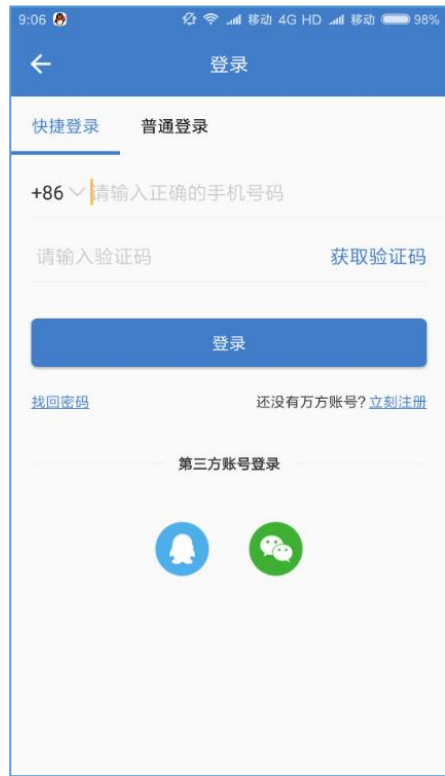 9:06 移动 4G HD 移动 98%
登录
快捷登录 普通登录
+86 请输入正确的手机号码
请输入验证码 获取验证码
登录
找回密码 还没有万方账号? 立刻注册
第三方账号登录